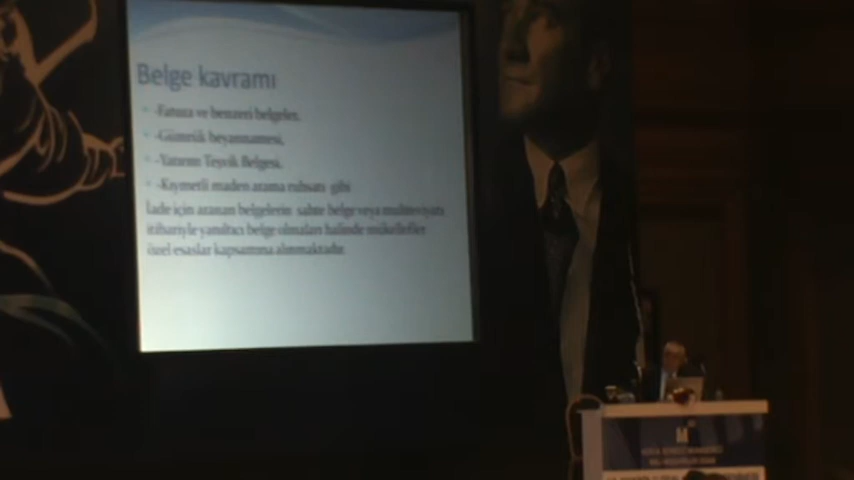 Belge kavramı
-Fatura ve benzeri belgeler,
-Gümrük beyannamesi,
-Yatırım Teşvik Belgesi,
-Kıymetli maden arama ruhsatı gibi
İade için aranan belgelerin sahte belge veya muhteviyatı
itibariyle yanıltıcı belge olmaları halinde mükellefler
özel esaslar kapsamına alınmaktadır.
M